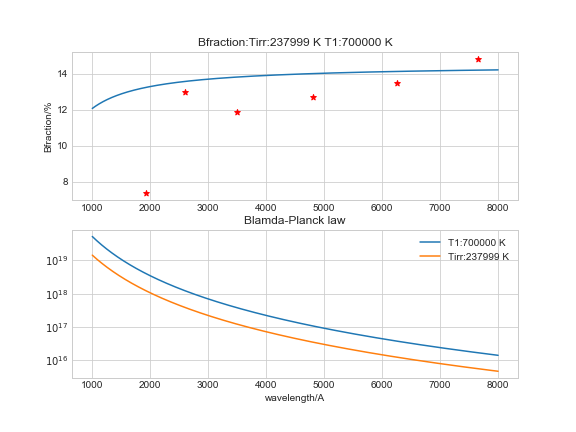 Bfraction:Tirr:237999 K T1:700000 K
Bfraction/%
14
12
10
8
1000 2000 3000 4000 5000 6000 7000 8000
Blamda-Planck law
T1:700000 K
Tirr:237999 K
10^19
10^18
10^17
10^16
1000 2000 3000 4000 5000 6000 7000 8000
wavelength/A